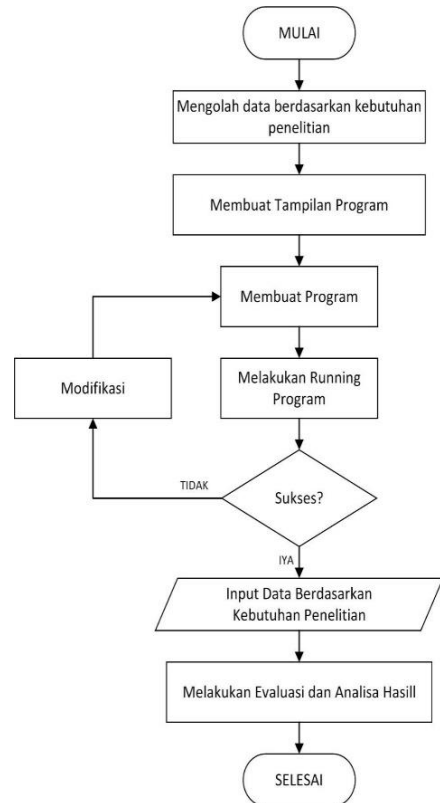 MULAI
Mengolah data berdasarkan kebutuhan
penelitian
Membuat Tampilan Program
Membuat Program
Modifikasi
Melakukan Running
Program
TIDAK
Sukses?
IYA
Input Data Berdasarkan
Kebutuhan Penelitian
Melakukan Evaluasi dan Analisa Hasill
SELESAI